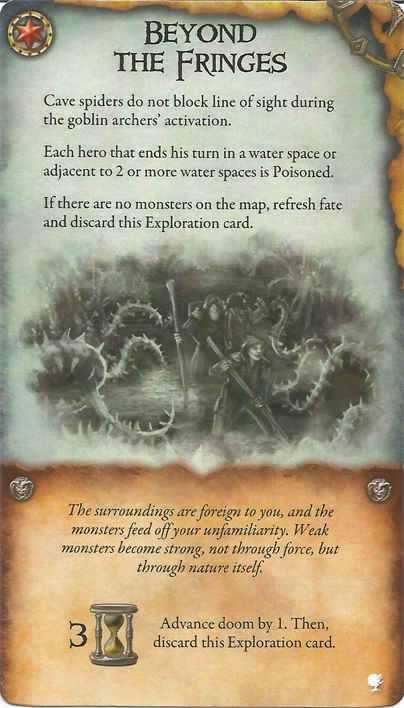 BEYOND
THE FRINGES
Cave spiders do not block line of sight during
the goblin archers' activation.
Each hero that ends his turn in a water space or
adjacent to 2 or more water spaces is Poisoned.
If there are no monsters on the map, refresh fate
and discard this Exploration card.
The surroundings are foreign to you, and the
monsters feed off your unfamiliarity. Weak
monsters become strong, not through force, but
through nature itself.
3
Advance doom by 1. Then,
discard this Exploration card.